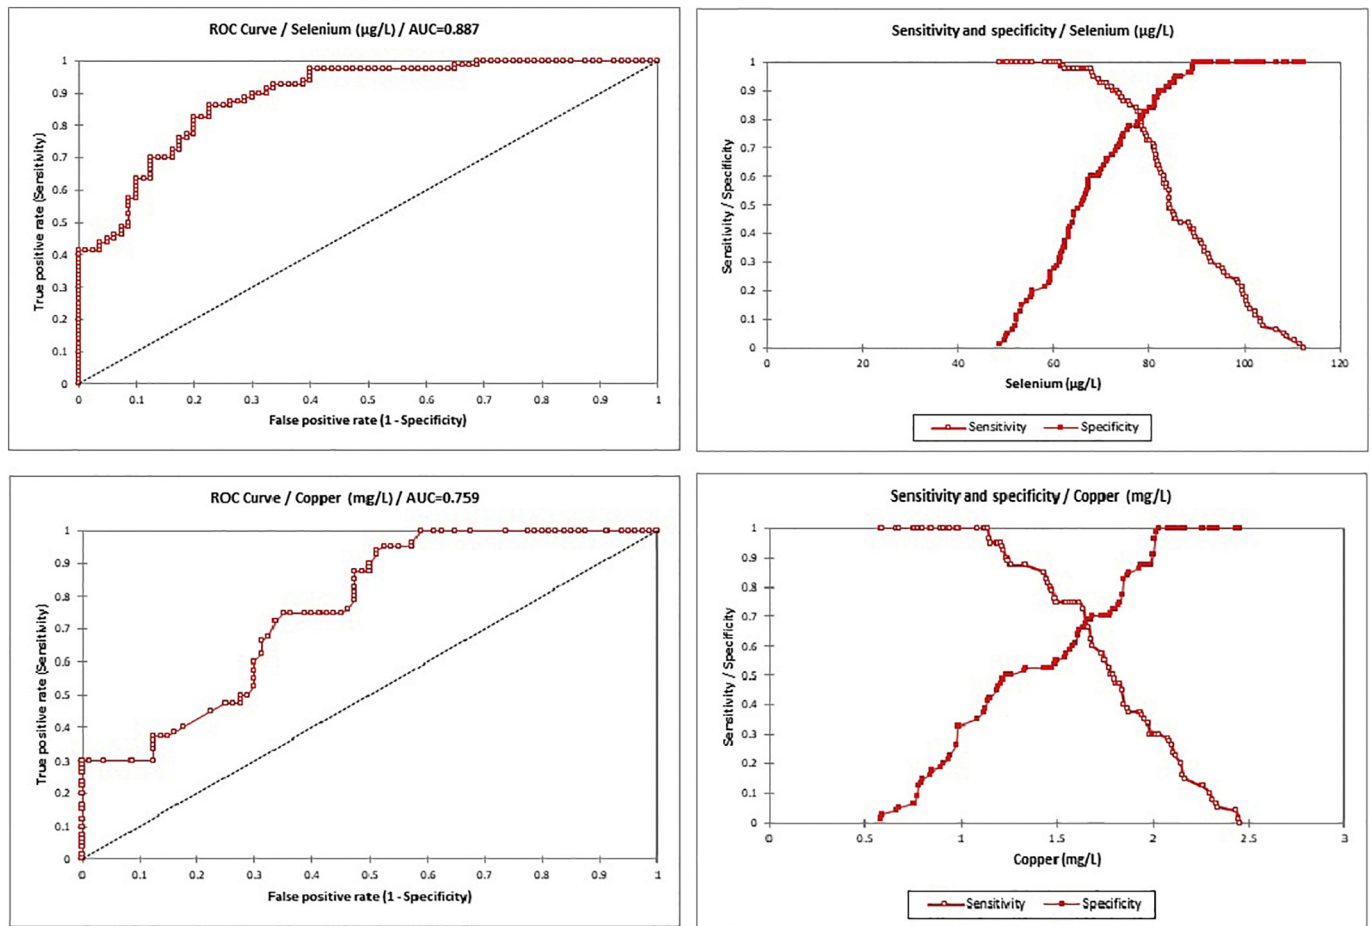 ROC Curve / Selenium (µg/L) / AUC=0.887
True positive rate (Sensitivity)
1
0.9
0.8
0.7
0.6
0.5
0.4
0.3
0.2
0.1
0
0 0.1 0.2 0.3 0.4 0.5 0.6 0.7 0.8 0.9 1
False positive rate (1 - Specificity)
Sensitivity and specificity / Selenium (µg/L)
Sensitivity / Specificity
1
0.9
0.8
0.7
0.6
0.5
0.4
0.3
0.2
0.1
0
0 20 40 60 80 100 120
Selenium (µg/L)
Sensitivity Specificity
ROC Curve / Copper (mg/L) / AUC=0.759
True positive rate (Sensitivity)
1
0.9
0.8
0.7
0.6
0.5
0.4
0.3
0.2
0.1
0
0 0.1 0.2 0.3 0.4 0.5 0.6 0.7 0.8 0.9 1
False positive rate (1 - Specificity)
Sensitivity and specificity / Copper (mg/L)
Sensitivity / Specificity
1
0.9
0.8
0.7
0.6
0.5
0.4
0.3
0.2
0.1
0
0 0.5 1 1.5 2 2.5 3
Copper (mg/L)
Sensitivity Specificity